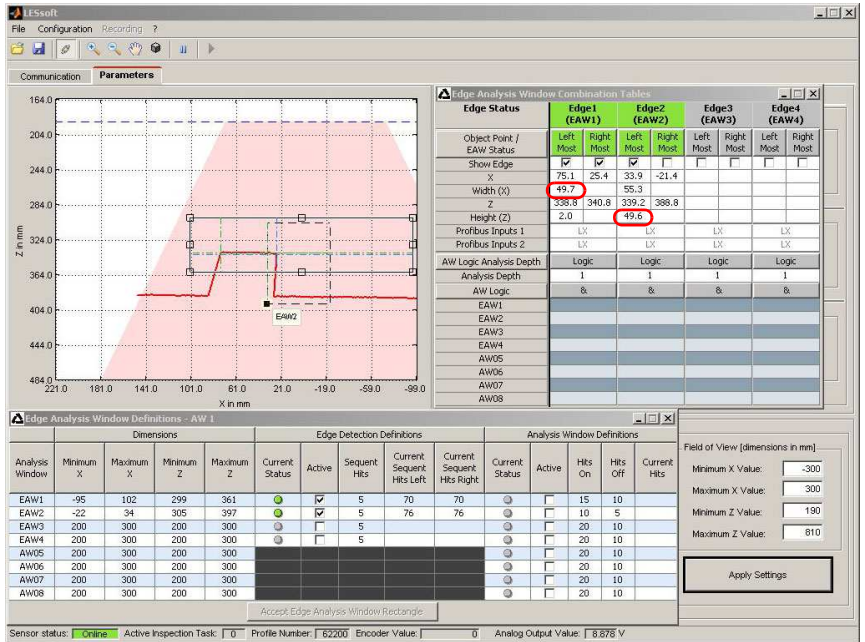 LESsoft
File Configuration Recording ?
Communication Parameters
164.0
204.0
244.0
284.0
324.0
364.0
404.0
444.0
484.0
Z in mm
221.0 181.0 141.0 101.0 61.0 21.0 -19.0 -59.0 -99.0
X in mm
EAW2
Edge Analysis Window Combination Tables
Edge Status Edge1 (EAW1) Edge2 (EAW2) Edge3 (EAW3) Edge4 (EAW4)
Object Point / EAW Status Left Most Right Most Left Most Right Most Left Most Right Most Left Most Right Most
Show Edge
X 75.1 25.4 33.9 -21.4
Width (X) 49.7 55.3
Z 338.8 340.8 339.2 388.8
Height (Z) 2.0 49.6
Profibus Inputs 1 LX LX LX LX
Profibus Inputs 2 LX LX LX LX
AW Logic Analysis Depth Logic Logic Logic Logic
Analysis Depth 1 1 1 1
AW Logic & & & &
EAW1
EAW2
EAW3
EAW4
AW05
AW06
AW07
AW08
Edge Analysis Window Definitions - AW 1
Dimensions Edge Detection Definitions Analysis Window Definitions
Analysis Window Minimum X Maximum X Minimum Z Maximum Z Current Status Active Sequent Hits Current Sequent Hits Left Current Sequent Hits Right Current Status Active Hits On Hits Off Current Hits
EAW1 -95 102 299 361 5 70 70 15 10
EAW2 -22 34 305 397 5 76 76 10 5
EAW3 200 300 200 300 5 20 10
EAW4 200 300 200 300 5 20 10
AW05 200 300 200 300 20 10
AW06 200 300 200 300 20 10
AW07 200 300 200 300 20 10
AW08 200 300 200 300 20 10
Accept Edge Analysis Window Rectangle
Field of View [dimensions in mm]
Minimum X Value: -300
Maximum X Value: 300
Minimum Z Value: 190
Maximum Z Value: 810
Apply Settings
Sensor status: Online Active Inspection Task: 0 Profile Number: 62200 Encoder Value: 0 Analog Output Value: 8.878 V